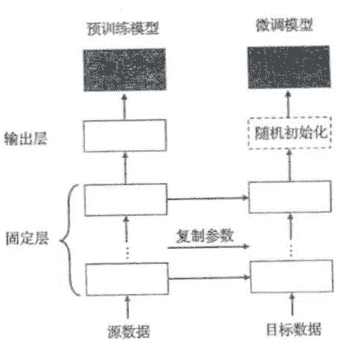 预训练模型
微调模型
输出层
随机初始化
固定层
复制参数
源数据
目标数据